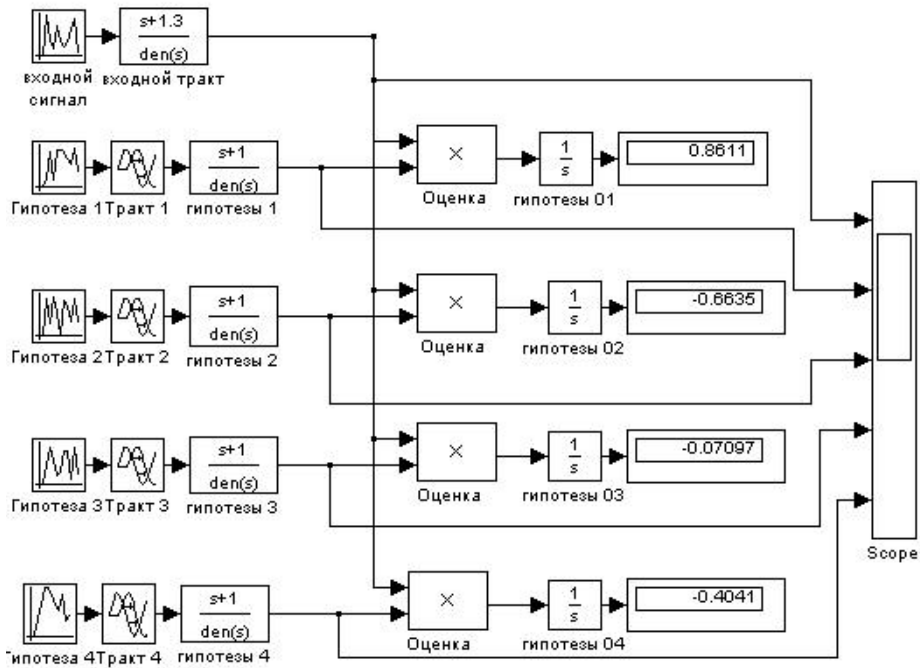 s+1.3
den(s)
входной сигнал
входной тракт
s+1
den(s)
×
1
s
0.8611
Гипотеза 1
Тракт 1
гипотезы 1
Оценка
гипотезы 01
s+1
den(s)
×
1
s
-0.6635
Гипотеза 2
Тракт 2
гипотезы 2
Оценка
гипотезы 02
s+1
den(s)
×
1
s
-0.07097
Гипотеза 3
Тракт 3
гипотезы 3
Оценка
гипотезы 03
Scope
s+1
den(s)
×
1
s
-0.4041
Гипотеза 4
Тракт 4
гипотезы 4
Оценка
гипотезы 04